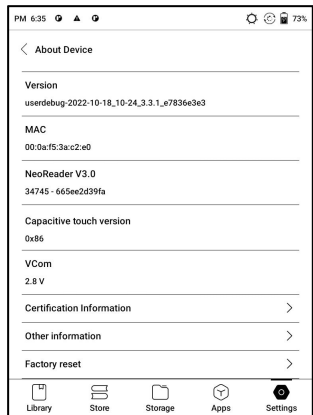 PM 6:35 73%
About Device
Version
userdebug-2022-10-18_10-24_3.3.1_e7836e3e3
MAC
00:0a:f5:3a:c2:e0
NeoReader V3.0
34745 - 665ee2d39fa
Capacitive touch version
0x86
VCom
2.8 V
Certification Information
Other information
Factory reset
Library Store Storage Apps Settings